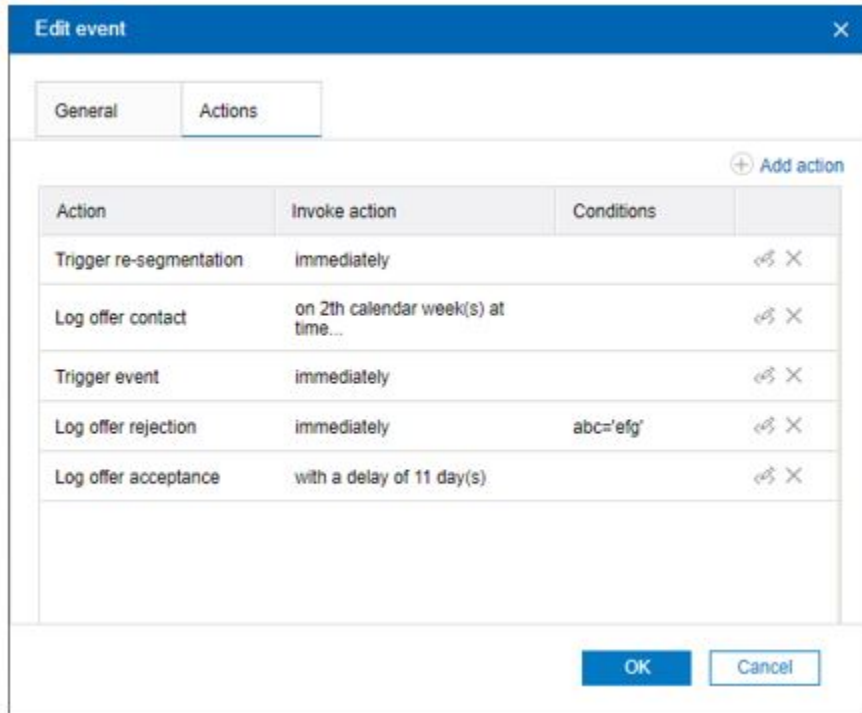 Edit event
General Actions
Add action
Action Invoke action Conditions
Trigger re-segmentation immediately
Log offer contact on 2th calendar week(s) at
time...
Trigger event immediately
Log offer rejection immediately abc='efg'
Log offer acceptance with a delay of 11 day(s)
OK Cancel